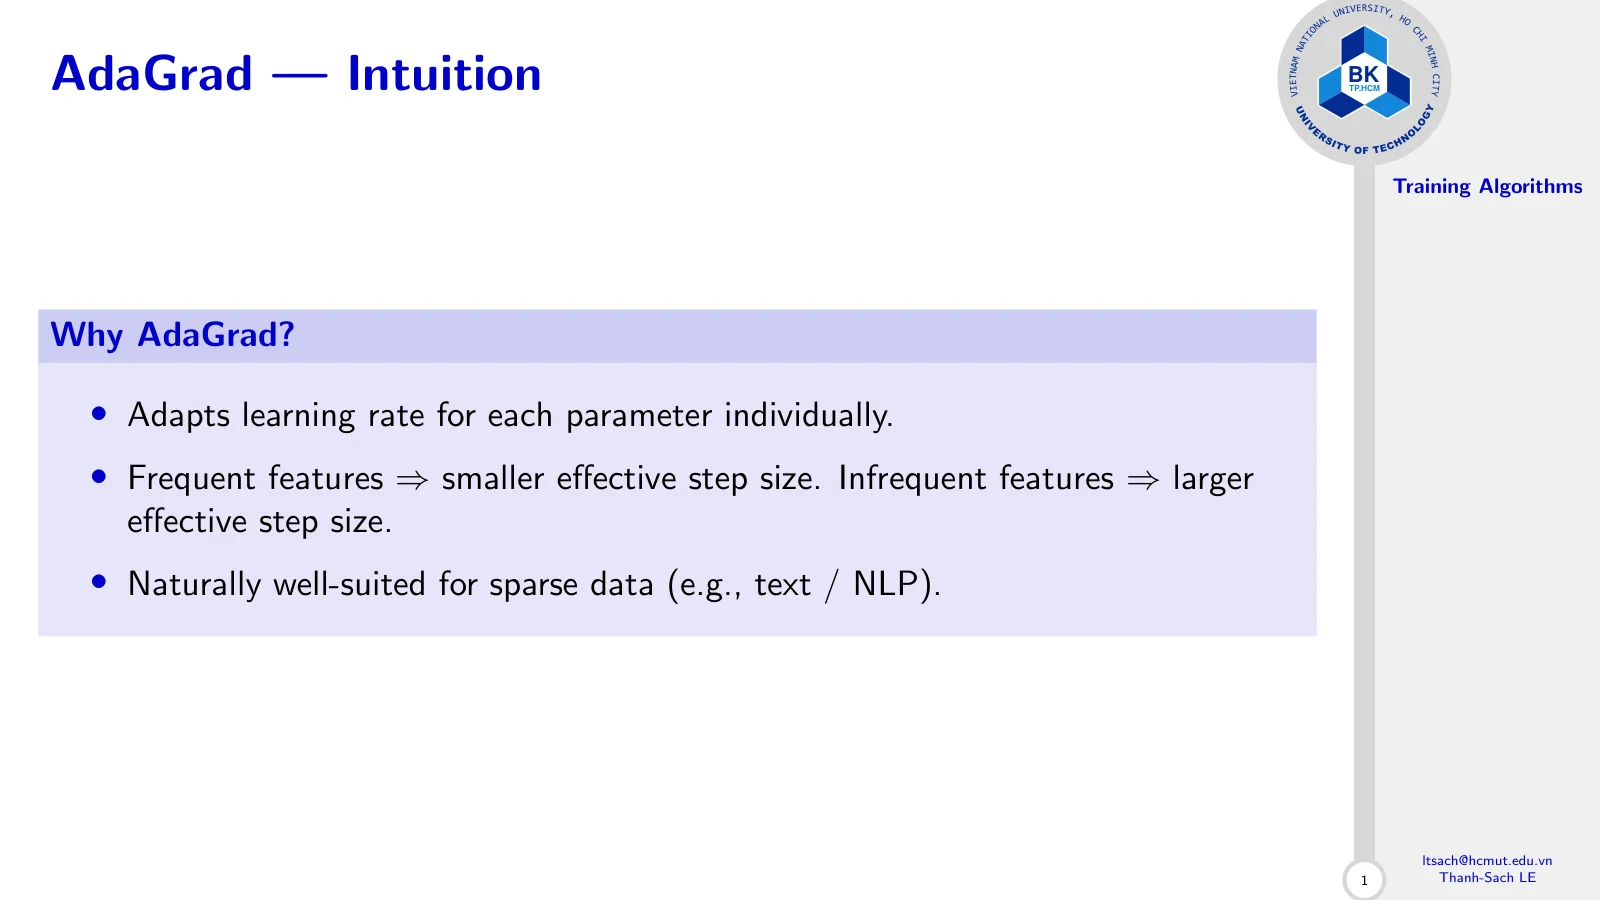 AdaGrad — Intuition
VIETNAM NATIONAL UNIVERSITY, HO CHI MINH CITY
BK
TP.HCM
UNIVERSITY OF TECHNOLOGY
Training Algorithms
Why AdaGrad?
• Adapts learning rate for each parameter individually.
• Frequent features ⇒ smaller effective step size. Infrequent features ⇒ larger
effective step size.
• Naturally well-suited for sparse data (e.g., text / NLP).
ltsach@hcmut.edu.vn
Thanh-Sach LE
1